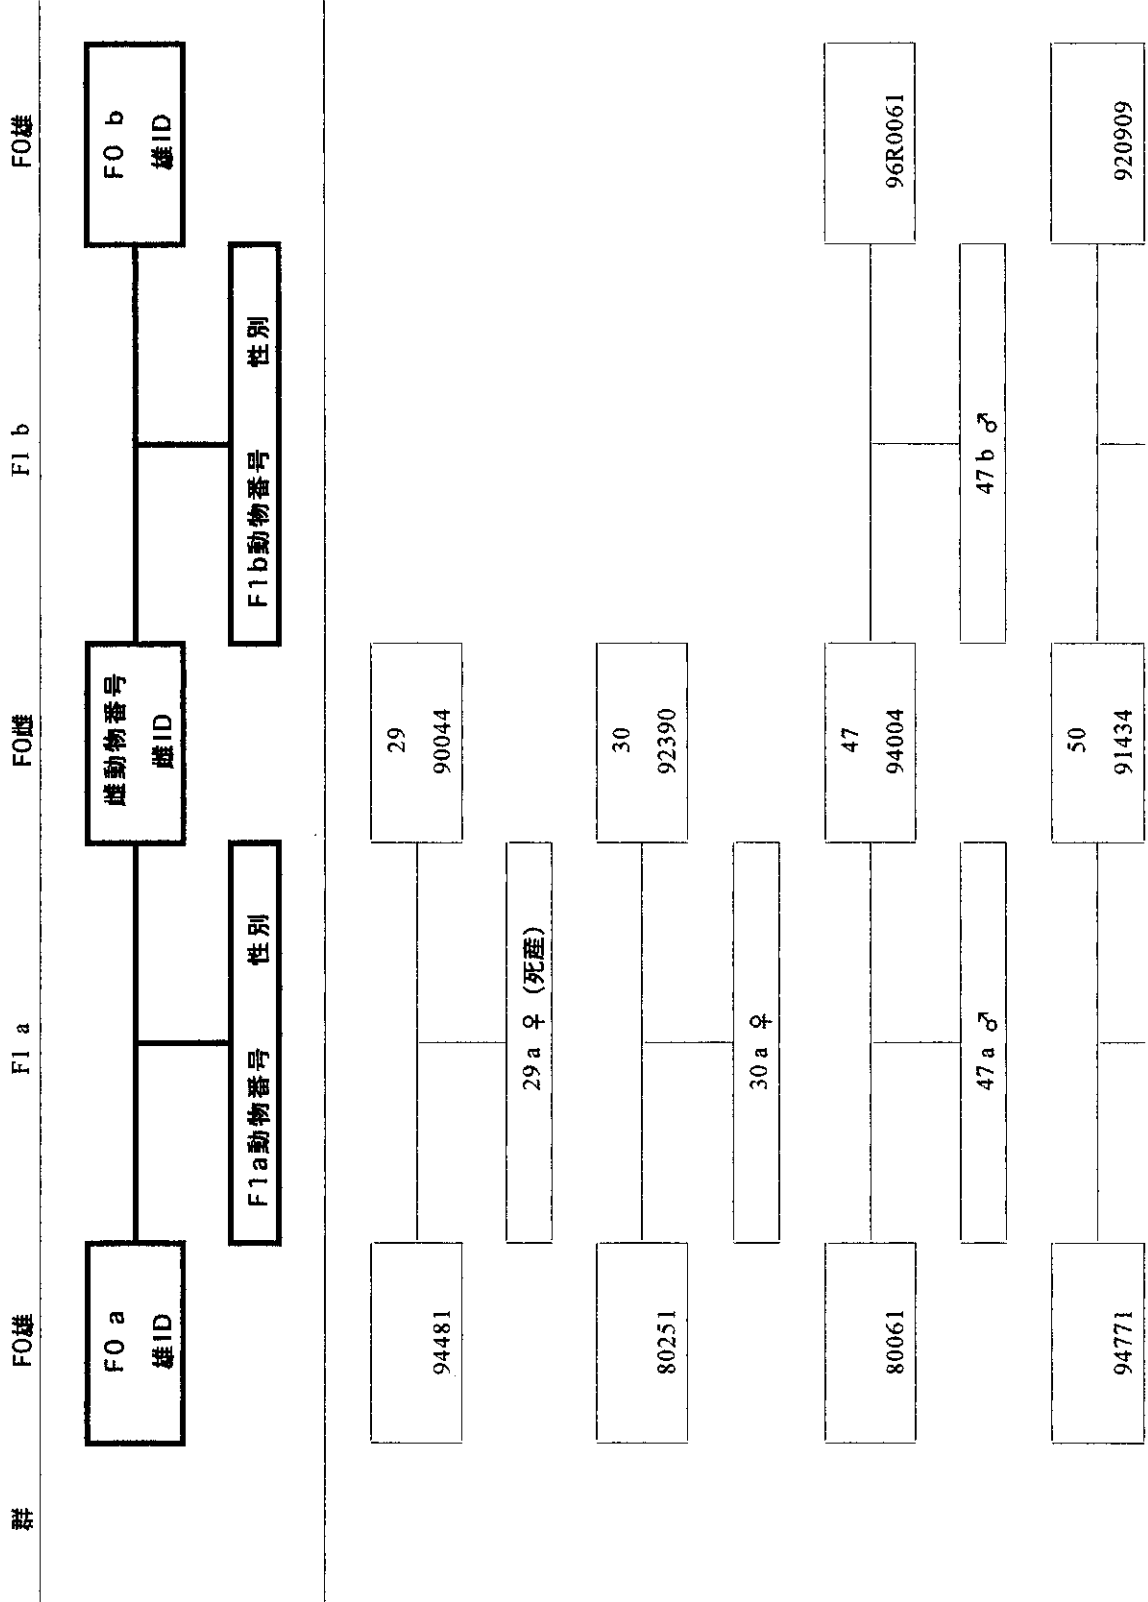 群 F0雄 F1 a F0雌 F1 b F0雄
F0 a 雌動物番号 F0 b
雄ID 雌ID 雄ID
F1a動物番号 性別 F1b動物番号 性別
29
94481 90044
29a ♀ (死産)
30
80251 92390
30a ♀
47
80061 94004 96R0061
47a ♂ 47b ♂
50
94771 91434 920909